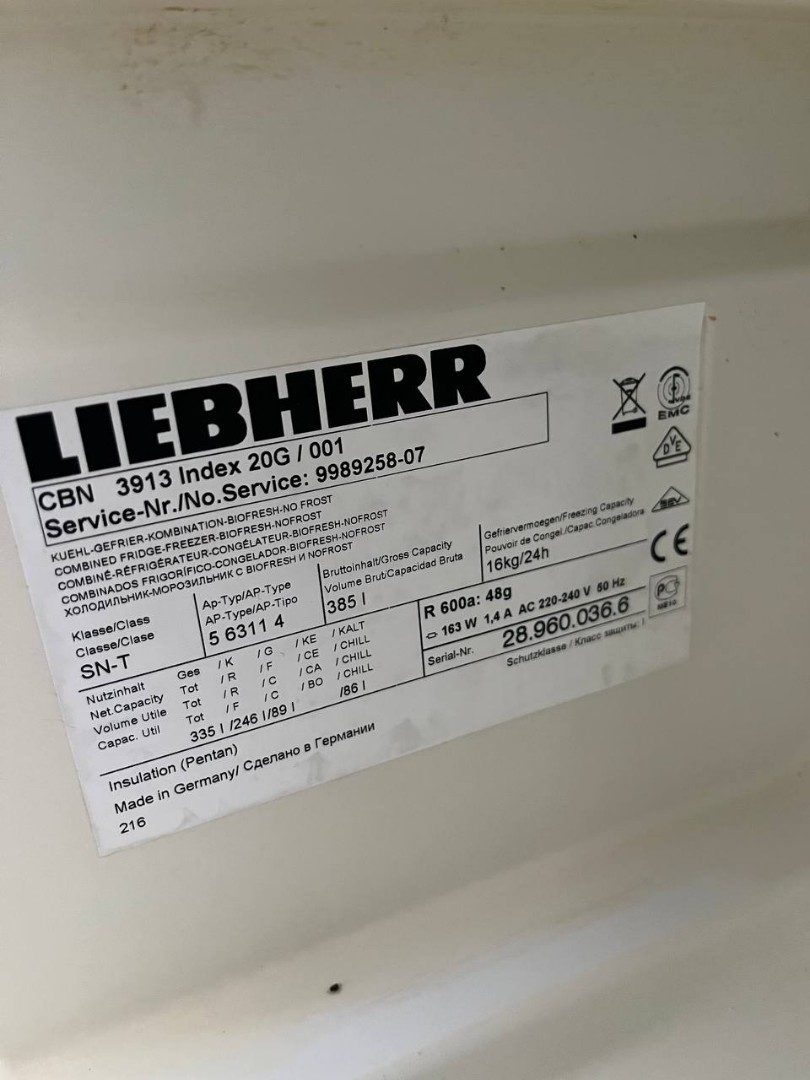 LIEBHERR
CBN 3913 Index 20G / 001
Service-Nr./No.Service: 9989258-07
KUEHL-GEFRIER-KOMBINATION-BIOFRESH-NO FROST
COMBINED FRIDGE-FREEZER-BIOFRESH-NOFROST
COMBINÉ-RÉFRIGÉRATEUR-CONGÉLATEUR-BIOFRESH-NOFROST
COMBINADOS FRIGORÍFICO-CONGELADOR-BIOFRESH-NOFROST
ХОЛОДИЛЬНИК-МОРОЗИЛЬНИК С BIOFRESH И NOFROST
Klasse/Class
Classe/Clase
SN-T
Ap-Typ/AP-Type
AP-Type/AP-Tipo
5 6311 4
Bruttoinhalt/Gross Capacity
Volume Brut/Capacidad Bruta
385 l
Gefriervermoegen/Freezing Capacity
Pouvoir de Congel./Capac.Congeladora
16kg/24h
Nutzinhalt Ges / K / G / KE / KALT
Net.Capacity Tot / R / F / CE / CHILL
Volume Utile Tot / R / C / CA / CHILL
Capac. Util Tot / F / C / BO / CHILL
335 l /246 l/89 l /86 l
R 600a: 48g
163 W 1,4 A AC 220-240 V 50 Hz
Serial-Nr. 28.960.036.6
Schutzklasse / Класс защиты: I
Insulation (Pentan)
Made in Germany/ Сделано в Германии
216
EMC
DVE
CE